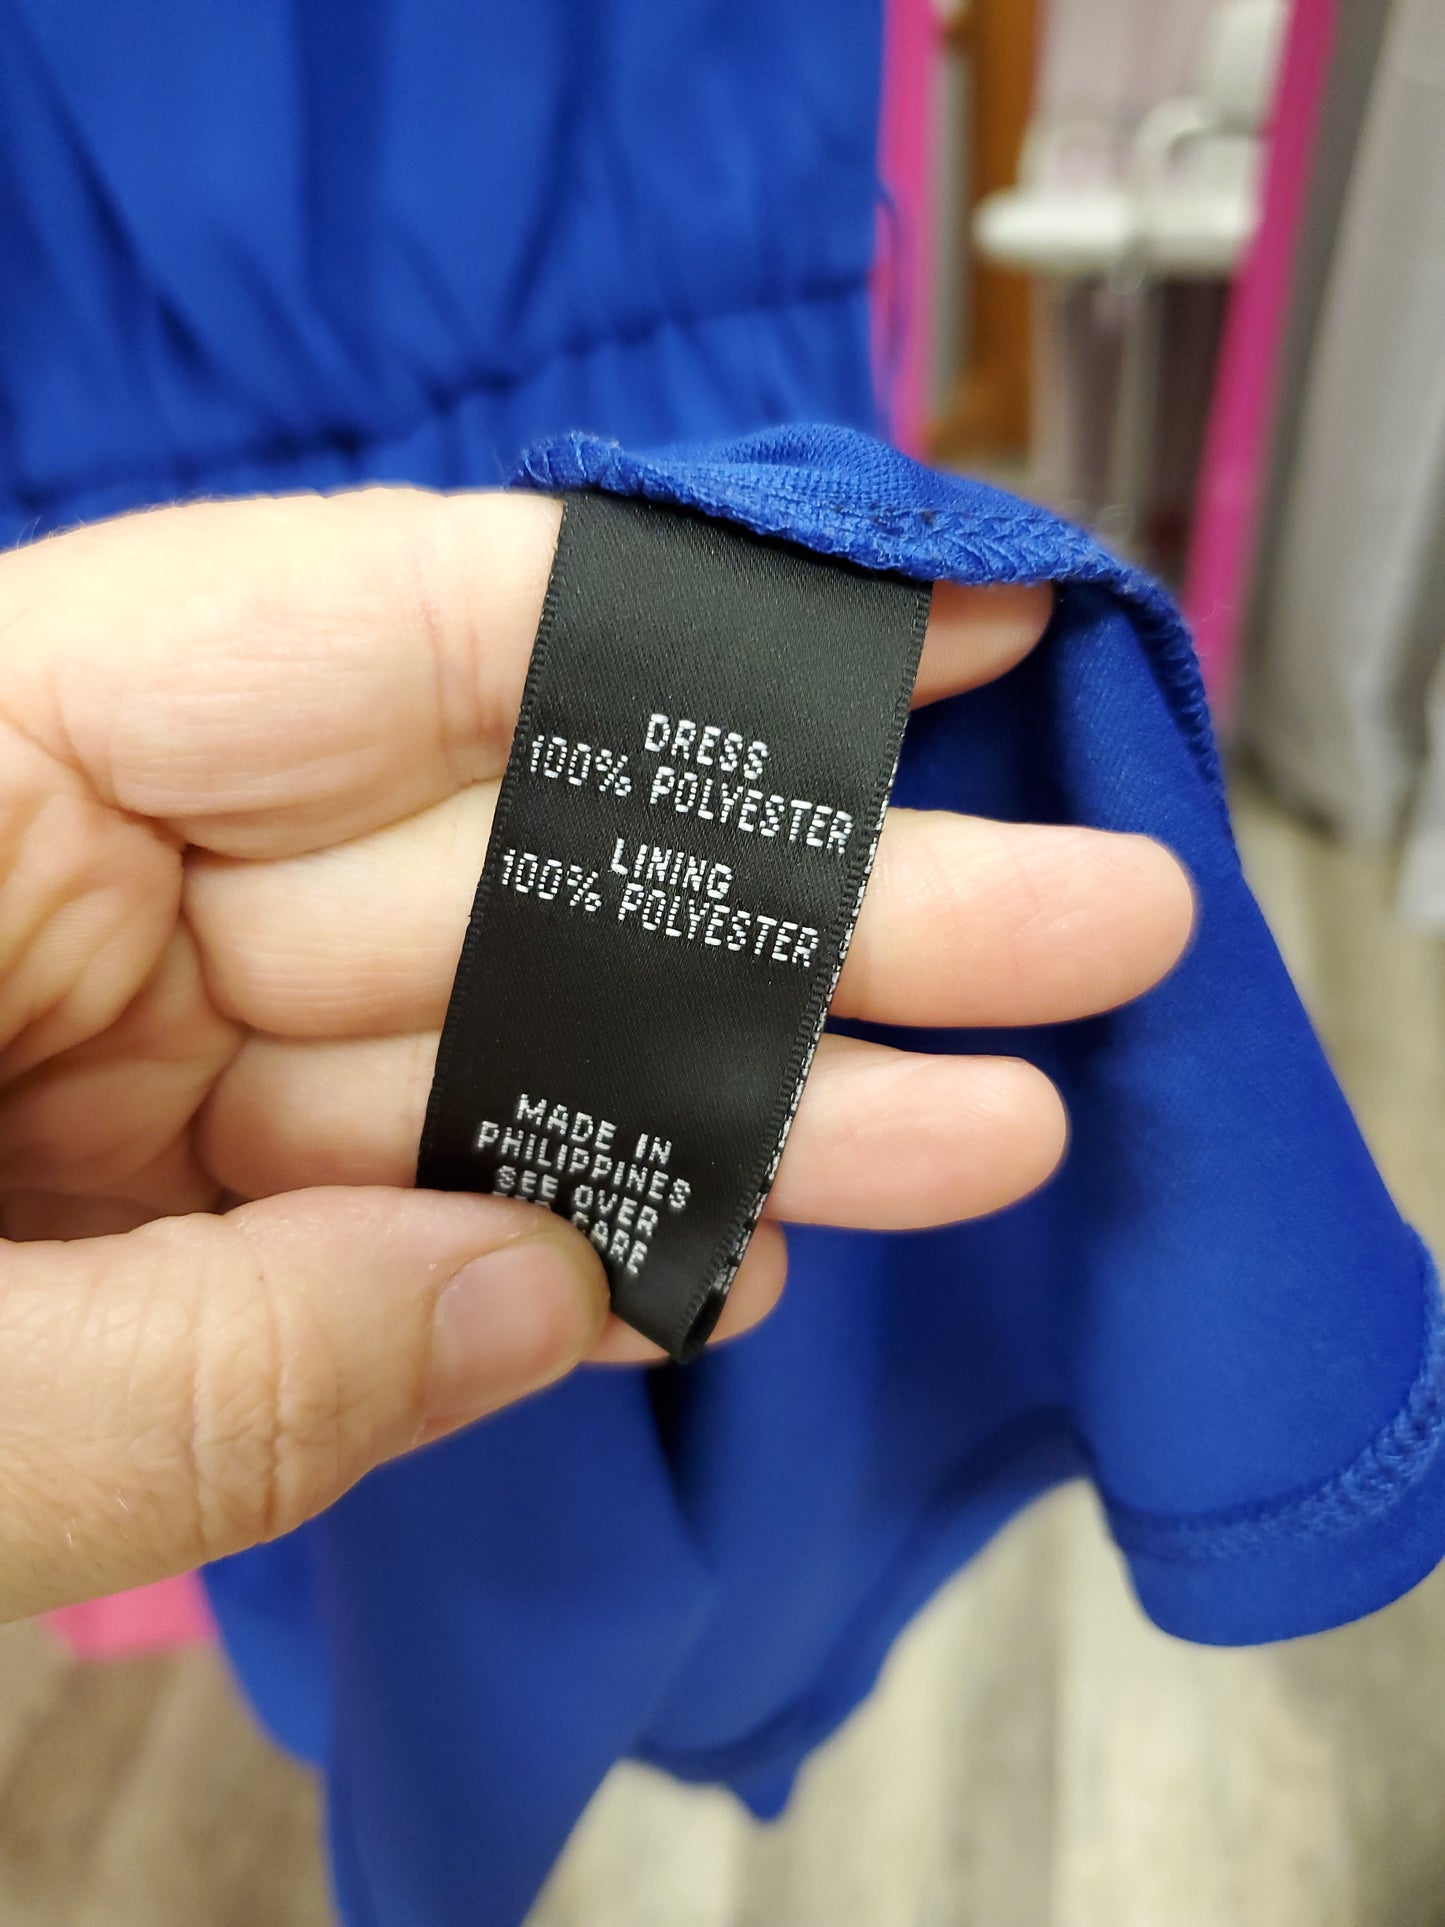 DRESS
100% POLYESTER
LINING
100% POLYESTER
MADE IN
PHILIPPINES
SEE OVER
CARE